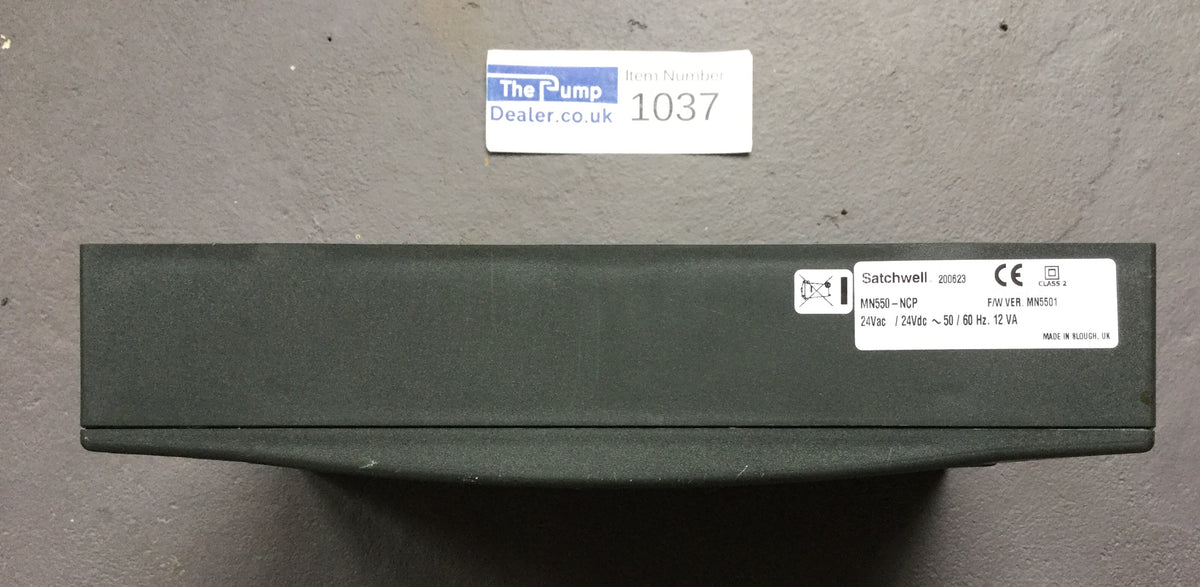 The Pump
Dealer.co.uk
Item Number
1037
Satchwell 200623
CE
CLASS 2
MN550-NCP F/W VER. MN5501
24Vac / 24Vdc ~ 50 / 60 Hz. 12 VA
MADE IN SLOUGH, UK